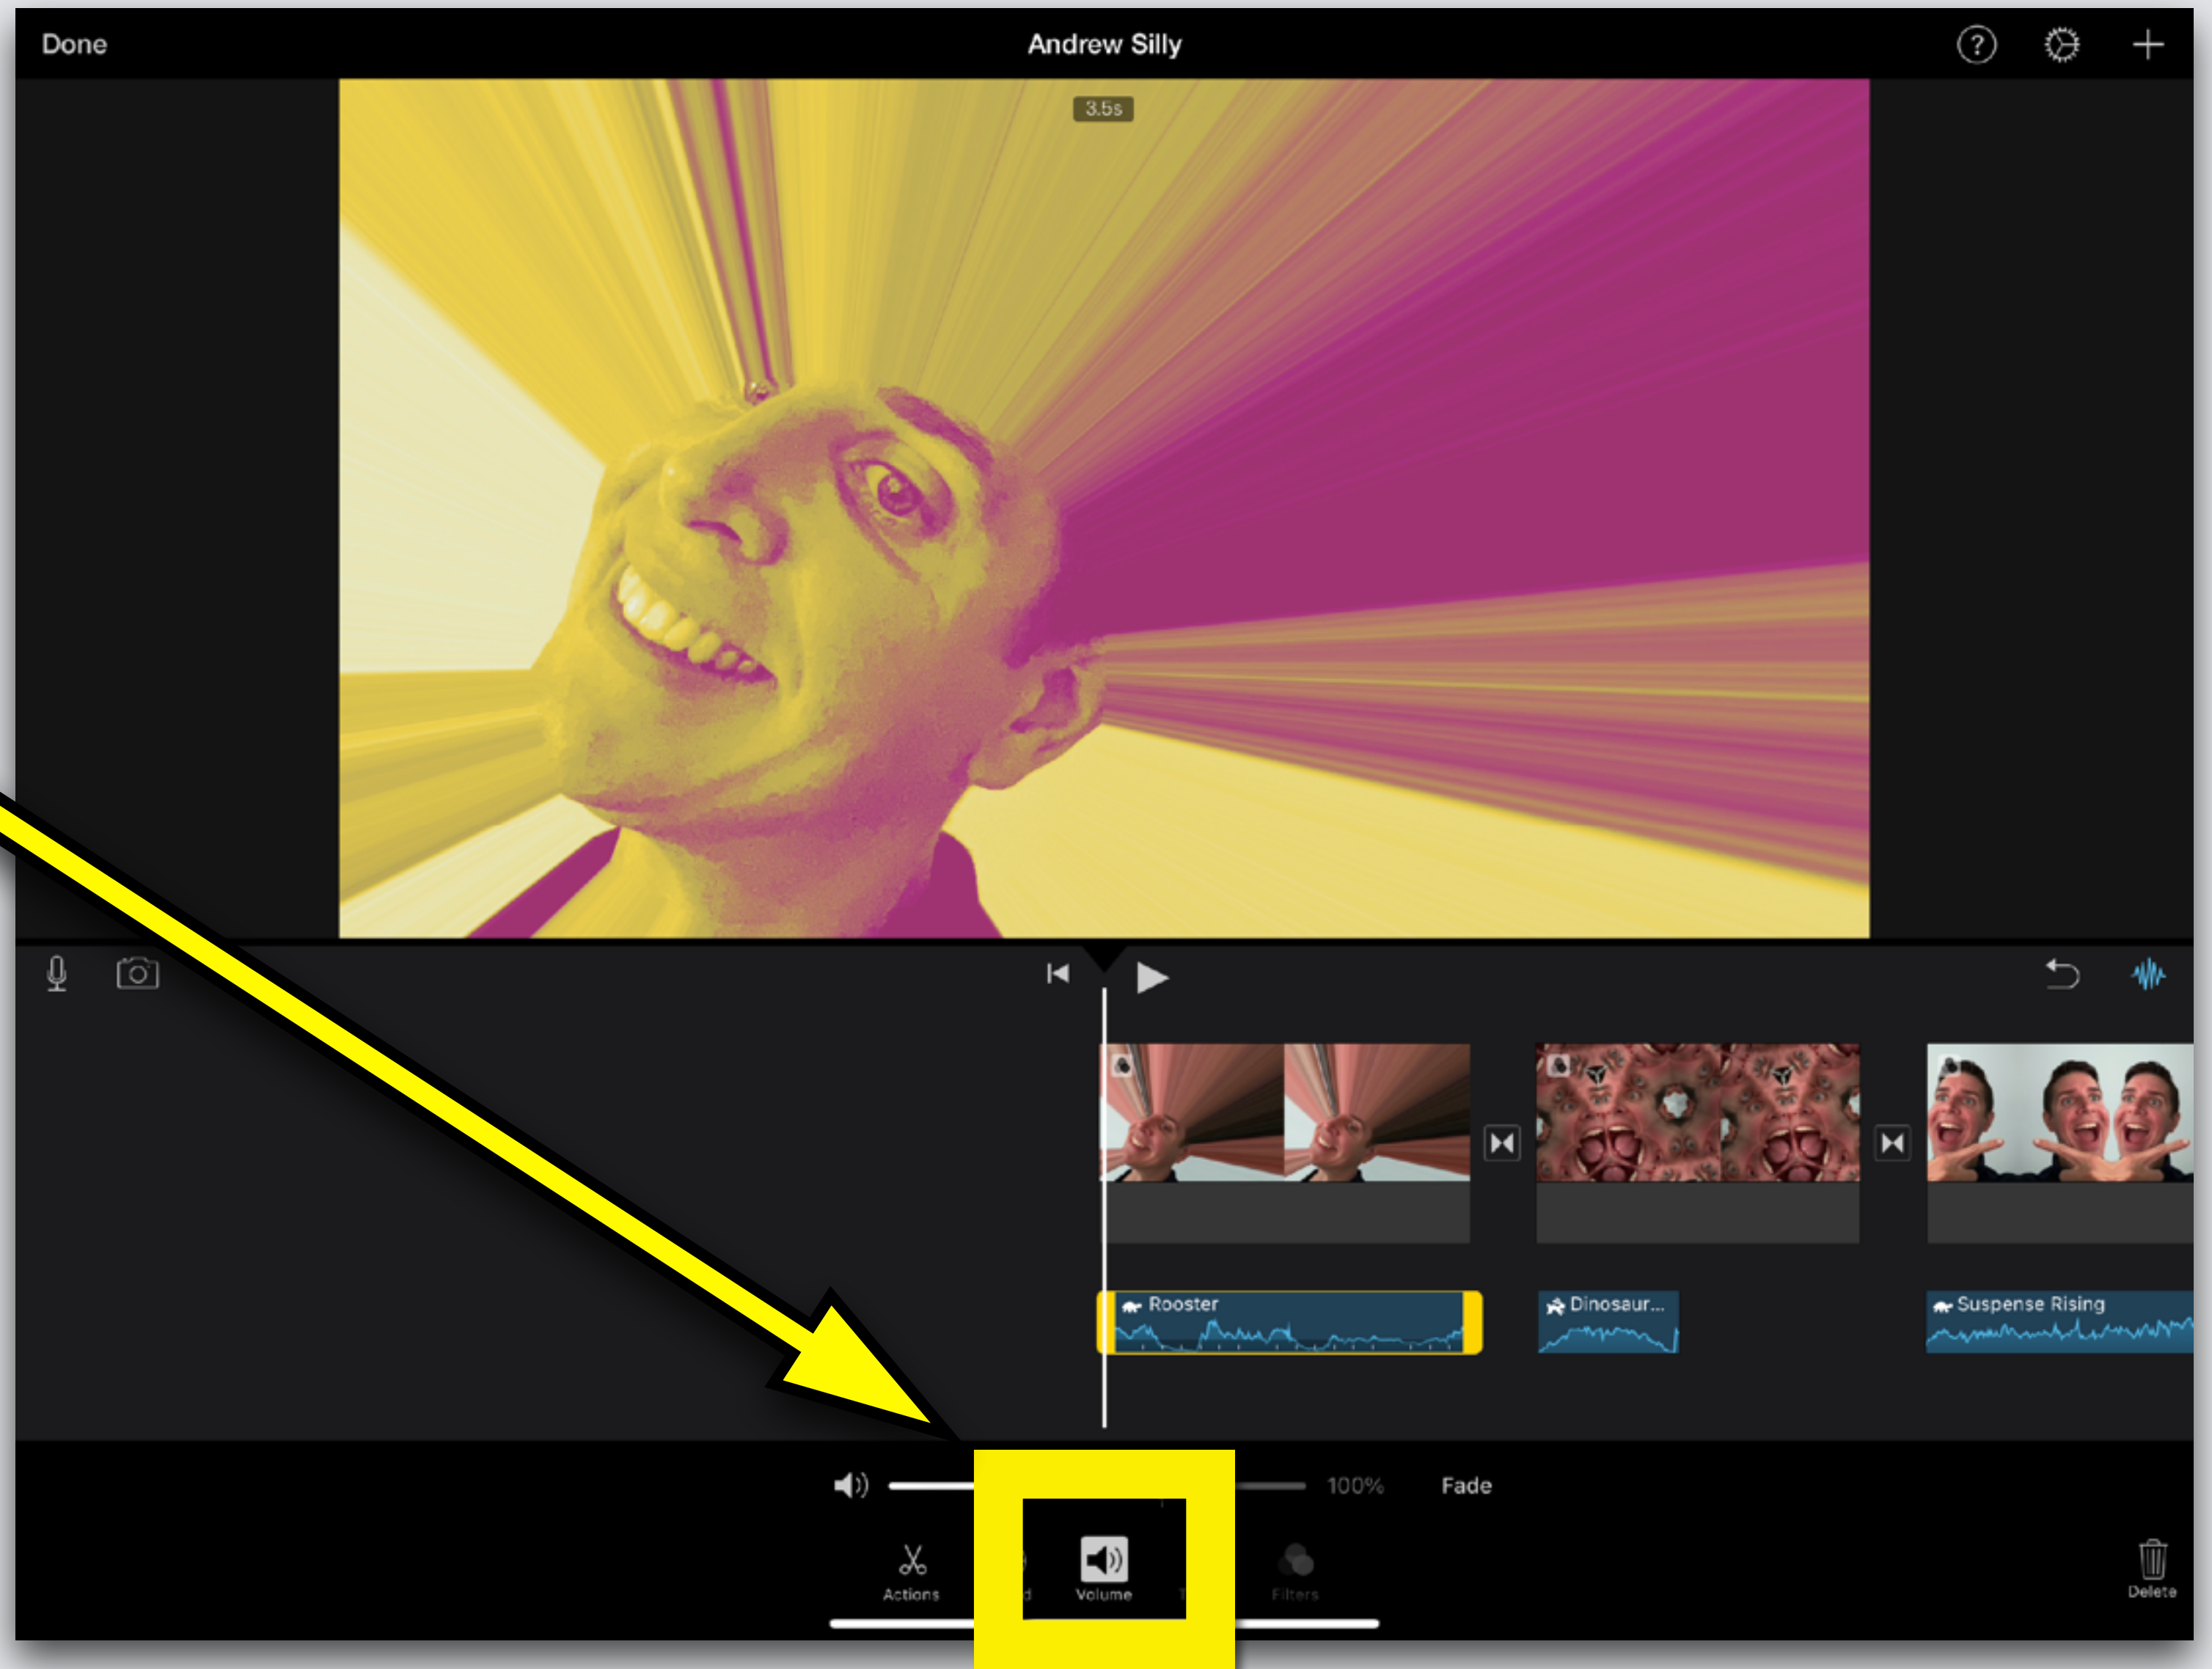 Done
Andrew Silly
3.5s
Rooster
Dinosaur...
Suspense Rising
100%
Fade
Actions
Volume
Filters
Delete